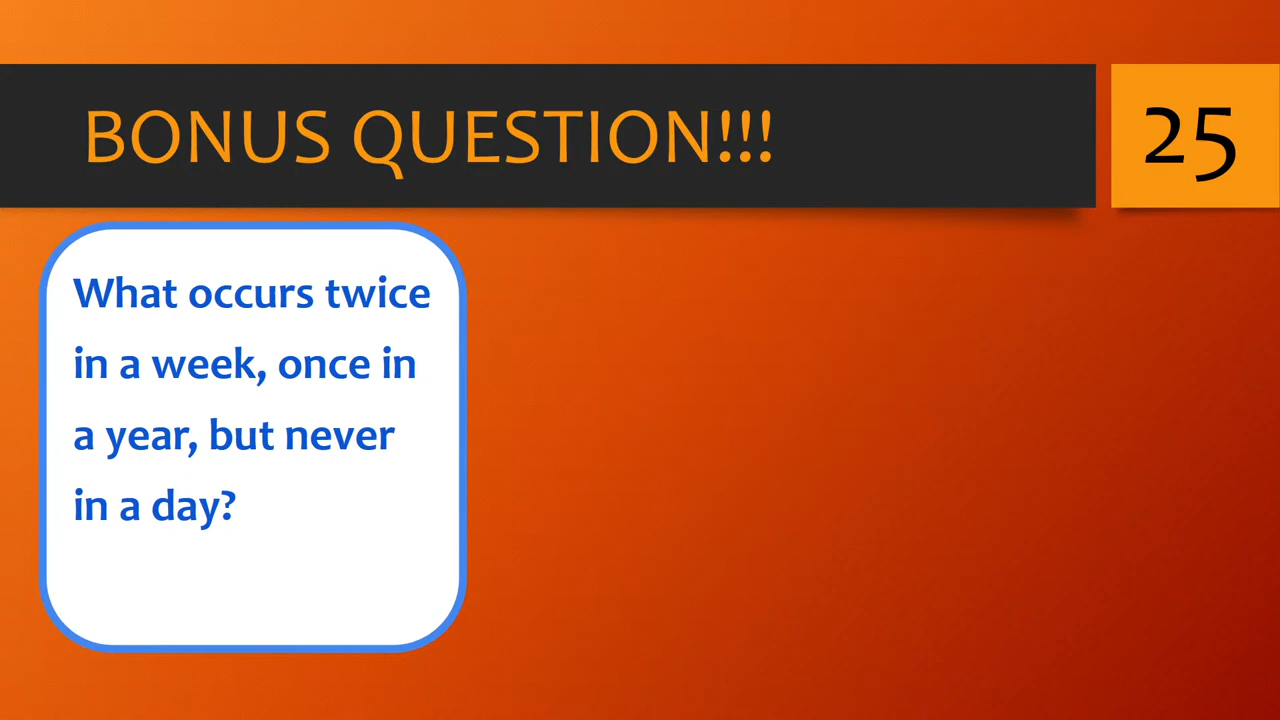 BONUS QUESTION!!!
25
What occurs twice
in a week, once in
a year, but never
in a day?